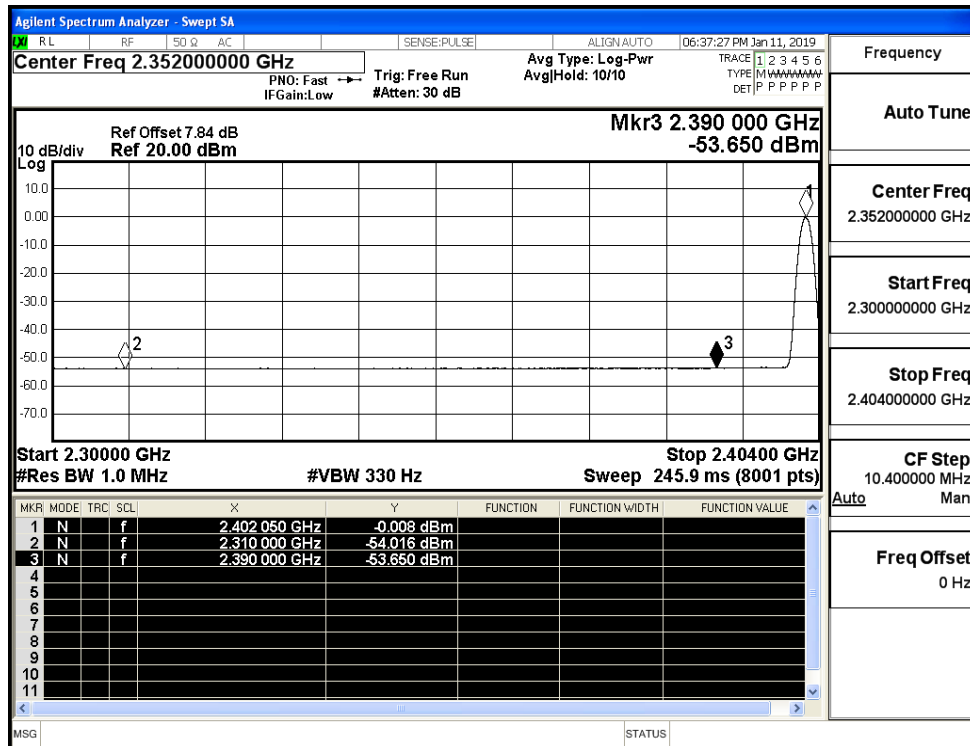 Agilent Spectrum Analyzer - Swept SA
LXI RL RF 50 Ω AC SENSE:PULSE ALIGN AUTO 06:37:27 PM Jan 11, 2019
Center Freq 2.352000000 GHz
PNO: Fast
IFGain:Low
Trig: Free Run
#Atten: 30 dB
Avg Type: Log-Pwr
Avg|Hold: 10/10
TRACE 1 2 3 4 5 6
TYPE M WWWWW
DET P P P P P P
Frequency
Auto Tune
Center Freq
2.352000000 GHz
Start Freq
2.300000000 GHz
Stop Freq
2.404000000 GHz
CF Step
10.400000 MHz
Auto Man
Freq Offset
0 Hz
Mkr3 2.390 000 GHz
-53.650 dBm
Ref Offset 7.84 dB
10 dB/div Ref 20.00 dBm
Log
10.0
0.00
-10.0
-20.0
-30.0
-40.0
-50.0
-60.0
-70.0
1
2
3
Start 2.30000 GHz Stop 2.40400 GHz
#Res BW 1.0 MHz #VBW 330 Hz Sweep 245.9 ms (8001 pts)
MKR MODE TRC SCL X Y FUNCTION FUNCTION WIDTH FUNCTION VALUE
1 N f 2.402 050 GHz -0.008 dBm
2 N f 2.310 000 GHz -54.016 dBm
3 N f 2.390 000 GHz -53.650 dBm
4
5
6
7
8
9
10
11
MSG STATUS